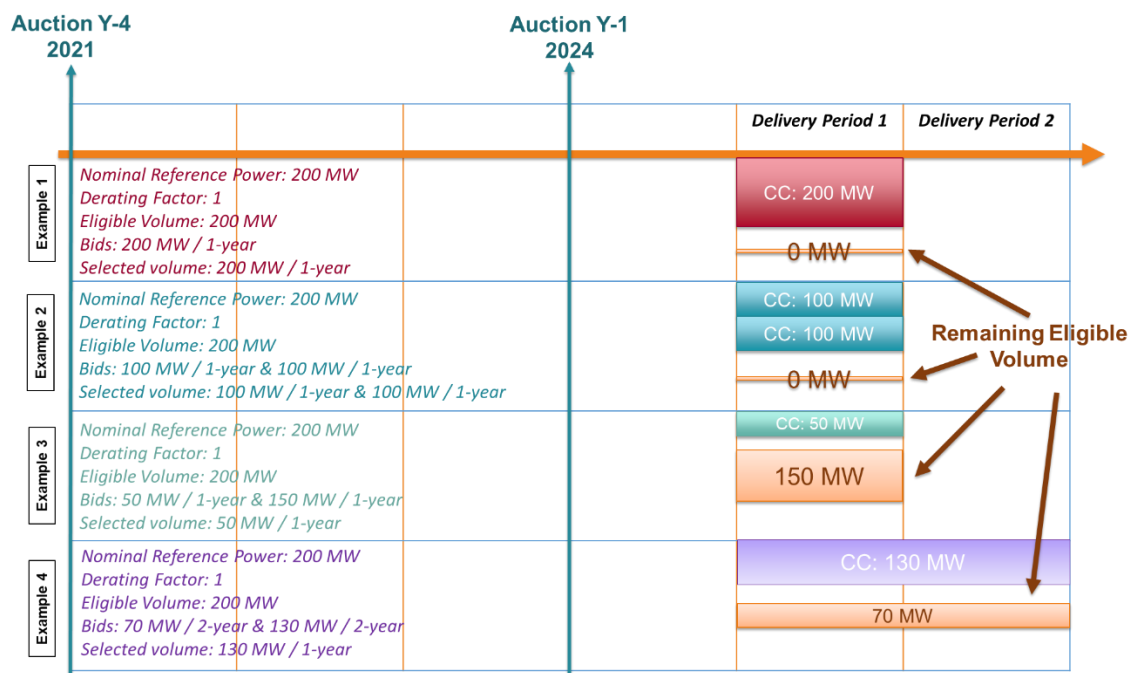 Auction Y-4
2021
Auction Y-1
2024
Delivery Period 1
Delivery Period 2
Example 1
Nominal Reference Power: 200 MW
Derating Factor: 1
Eligible Volume: 200 MW
Bids: 200 MW / 1-year
Selected volume: 200 MW / 1-year
CC: 200 MW
0 MW
Example 2
Nominal Reference Power: 200 MW
Derating Factor: 1
Eligible Volume: 200 MW
Bids: 100 MW / 1-year & 100 MW / 1-year
Selected volume: 100 MW / 1-year & 100 MW / 1-year
CC: 100 MW
CC: 100 MW
0 MW
Remaining Eligible
Volume
Example 3
Nominal Reference Power: 200 MW
Derating Factor: 1
Eligible Volume: 200 MW
Bids: 50 MW / 1-year & 150 MW / 1-year
Selected volume: 50 MW / 1-year
CC: 50 MW
150 MW
Example 4
Nominal Reference Power: 200 MW
Derating Factor: 1
Eligible Volume: 200 MW
Bids: 70 MW / 2-year & 130 MW / 2-year
Selected volume: 130 MW / 1-year
CC: 130 MW
70 MW